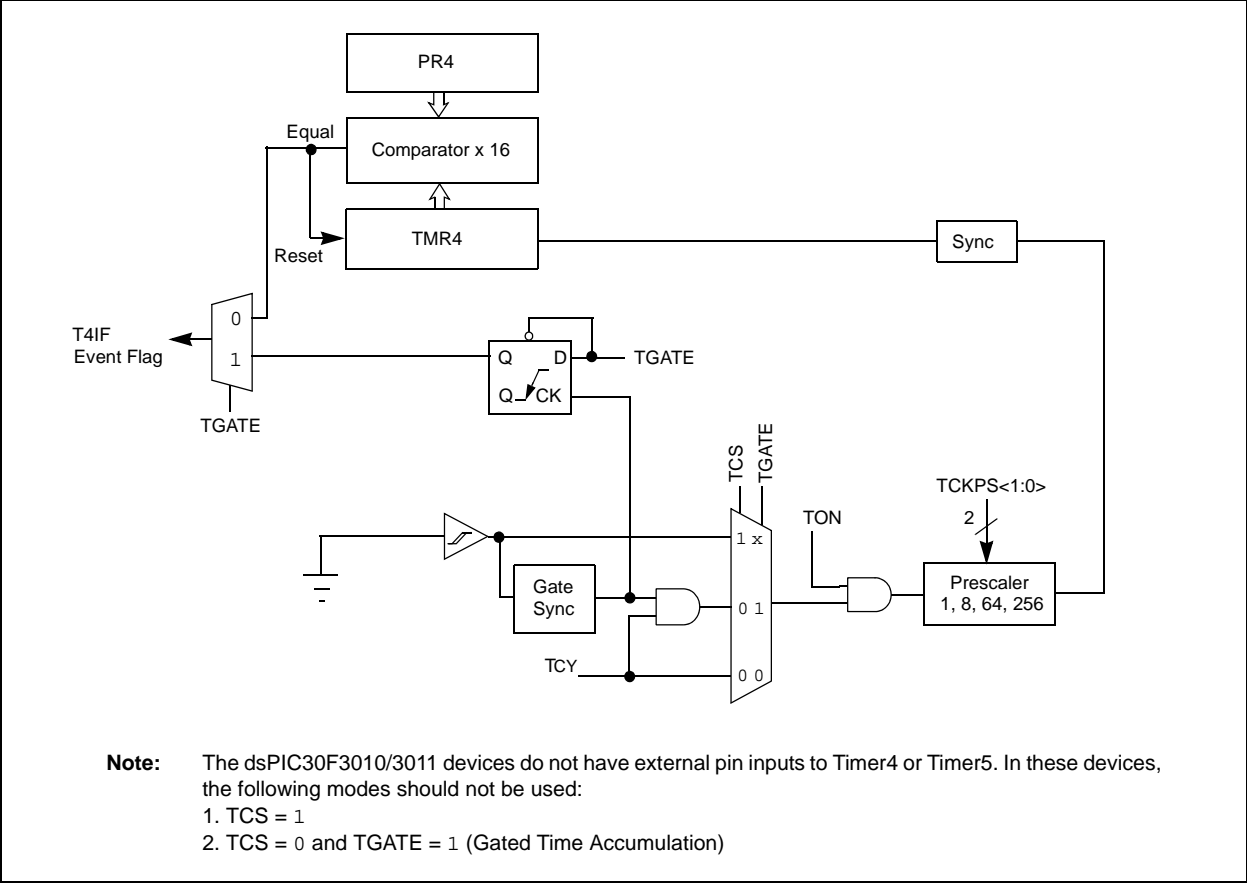 PR4
Equal
Comparator x 16
TMR4
Reset
Sync
0
T4IF
Event Flag
1
TGATE
Q
D
TGATE
Q
CK
TCS
TGATE
TCKPS<1:0>
2
TON
1 x
Prescaler
1, 8, 64, 256
Gate
Sync
0 1
TCY
0 0
Note: The dsPIC30F3010/3011 devices do not have external pin inputs to Timer4 or Timer5. In these devices,
the following modes should not be used:
1. TCS = 1
2. TCS = 0 and TGATE = 1 (Gated Time Accumulation)